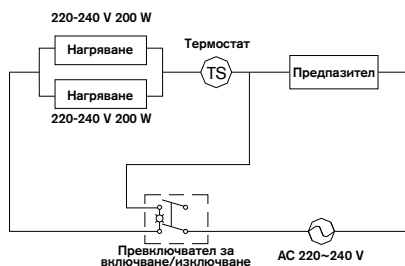 220-240 V 200 W
Нагряване
Термостат
TS
Предпазител
Нагряване
220-240 V 200 W
Превключвател за
включване/изключване
AC 220~240 V